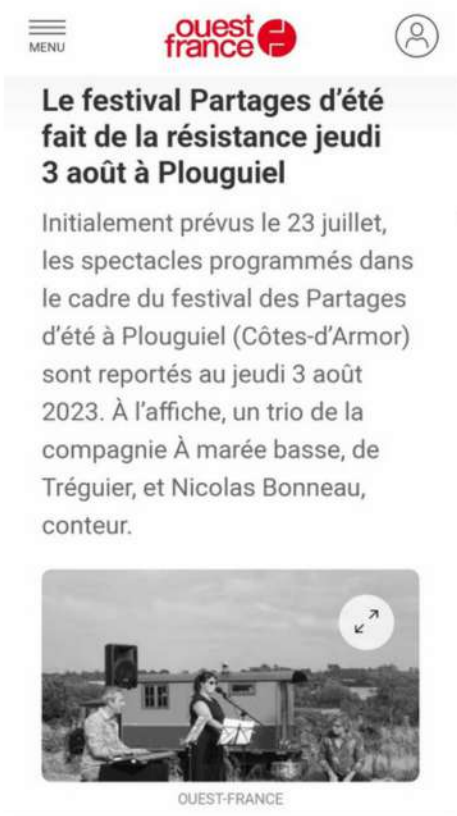 MENU
ouest
france
Le festival Partages d'été
fait de la résistance jeudi
3 août à Plouguiel
Initialement prévus le 23 juillet,
les spectacles programmés dans
le cadre du festival des Partages
d'été à Plouguiel (Côtes-d'Armor)
sont reportés au jeudi 3 août
2023. À l'affiche, un trio de la
compagnie À marée basse, de
Tréguier, et Nicolas Bonneau,
conteur.
OUEST-FRANCE